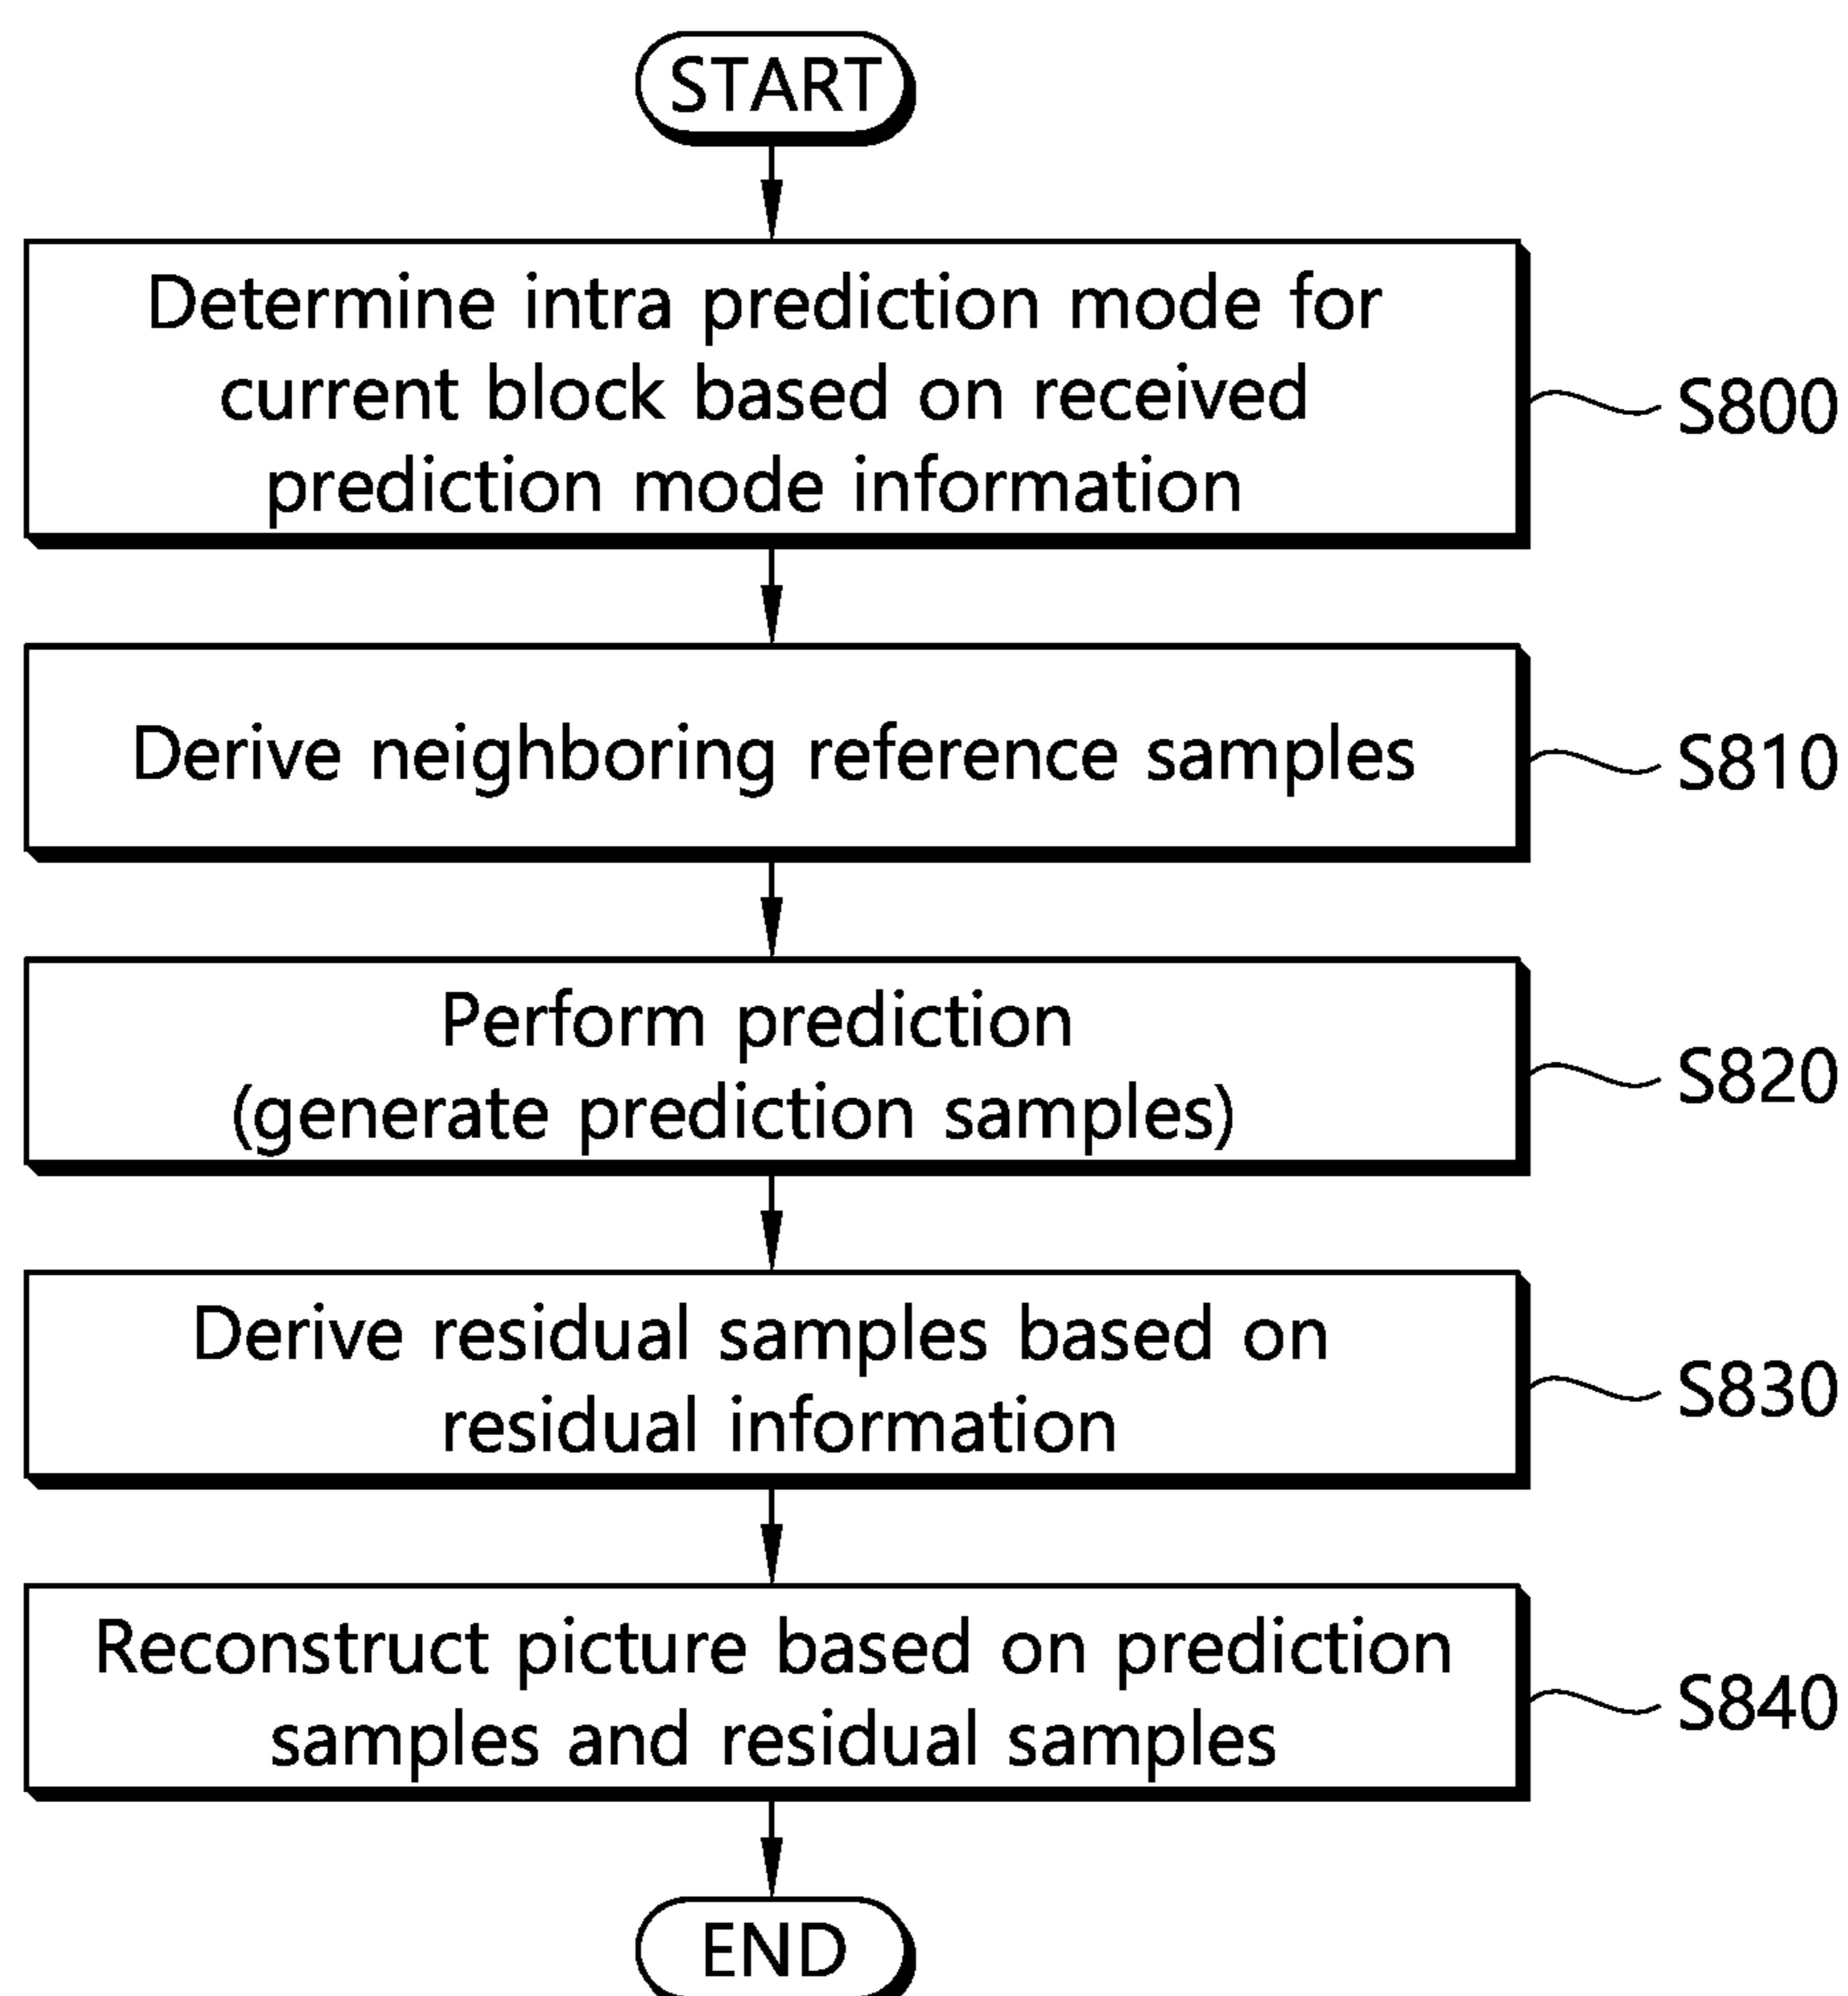 START
Determine intra prediction mode for
current block based on received
prediction mode information
S800
Derive neighboring reference samples
S810
Perform prediction
(generate prediction samples)
S820
Derive residual samples based on
residual information
S830
Reconstruct picture based on prediction
samples and residual samples
S840
END